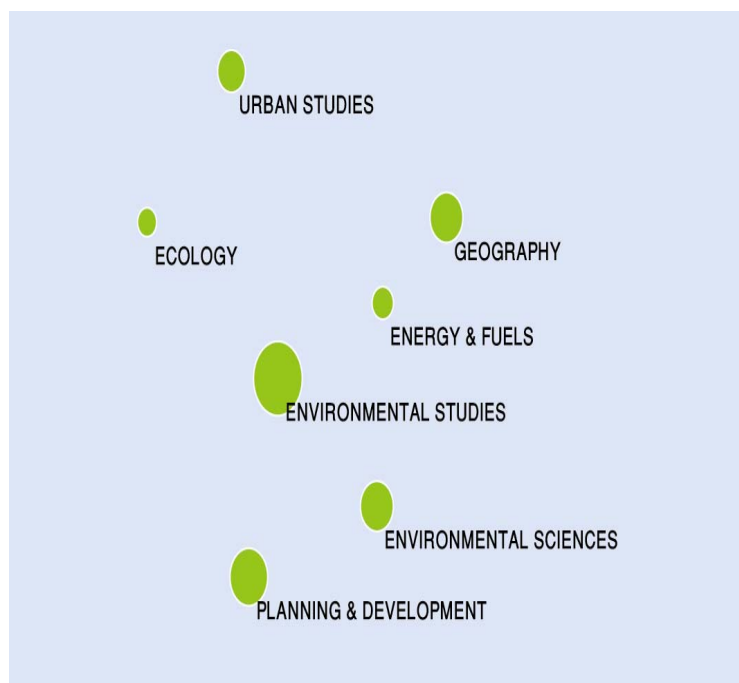 URBAN STUDIES
ECOLOGY
GEOGRAPHY
ENERGY & FUELS
ENVIRONMENTAL STUDIES
ENVIRONMENTAL SCIENCES
PLANNING & DEVELOPMENT